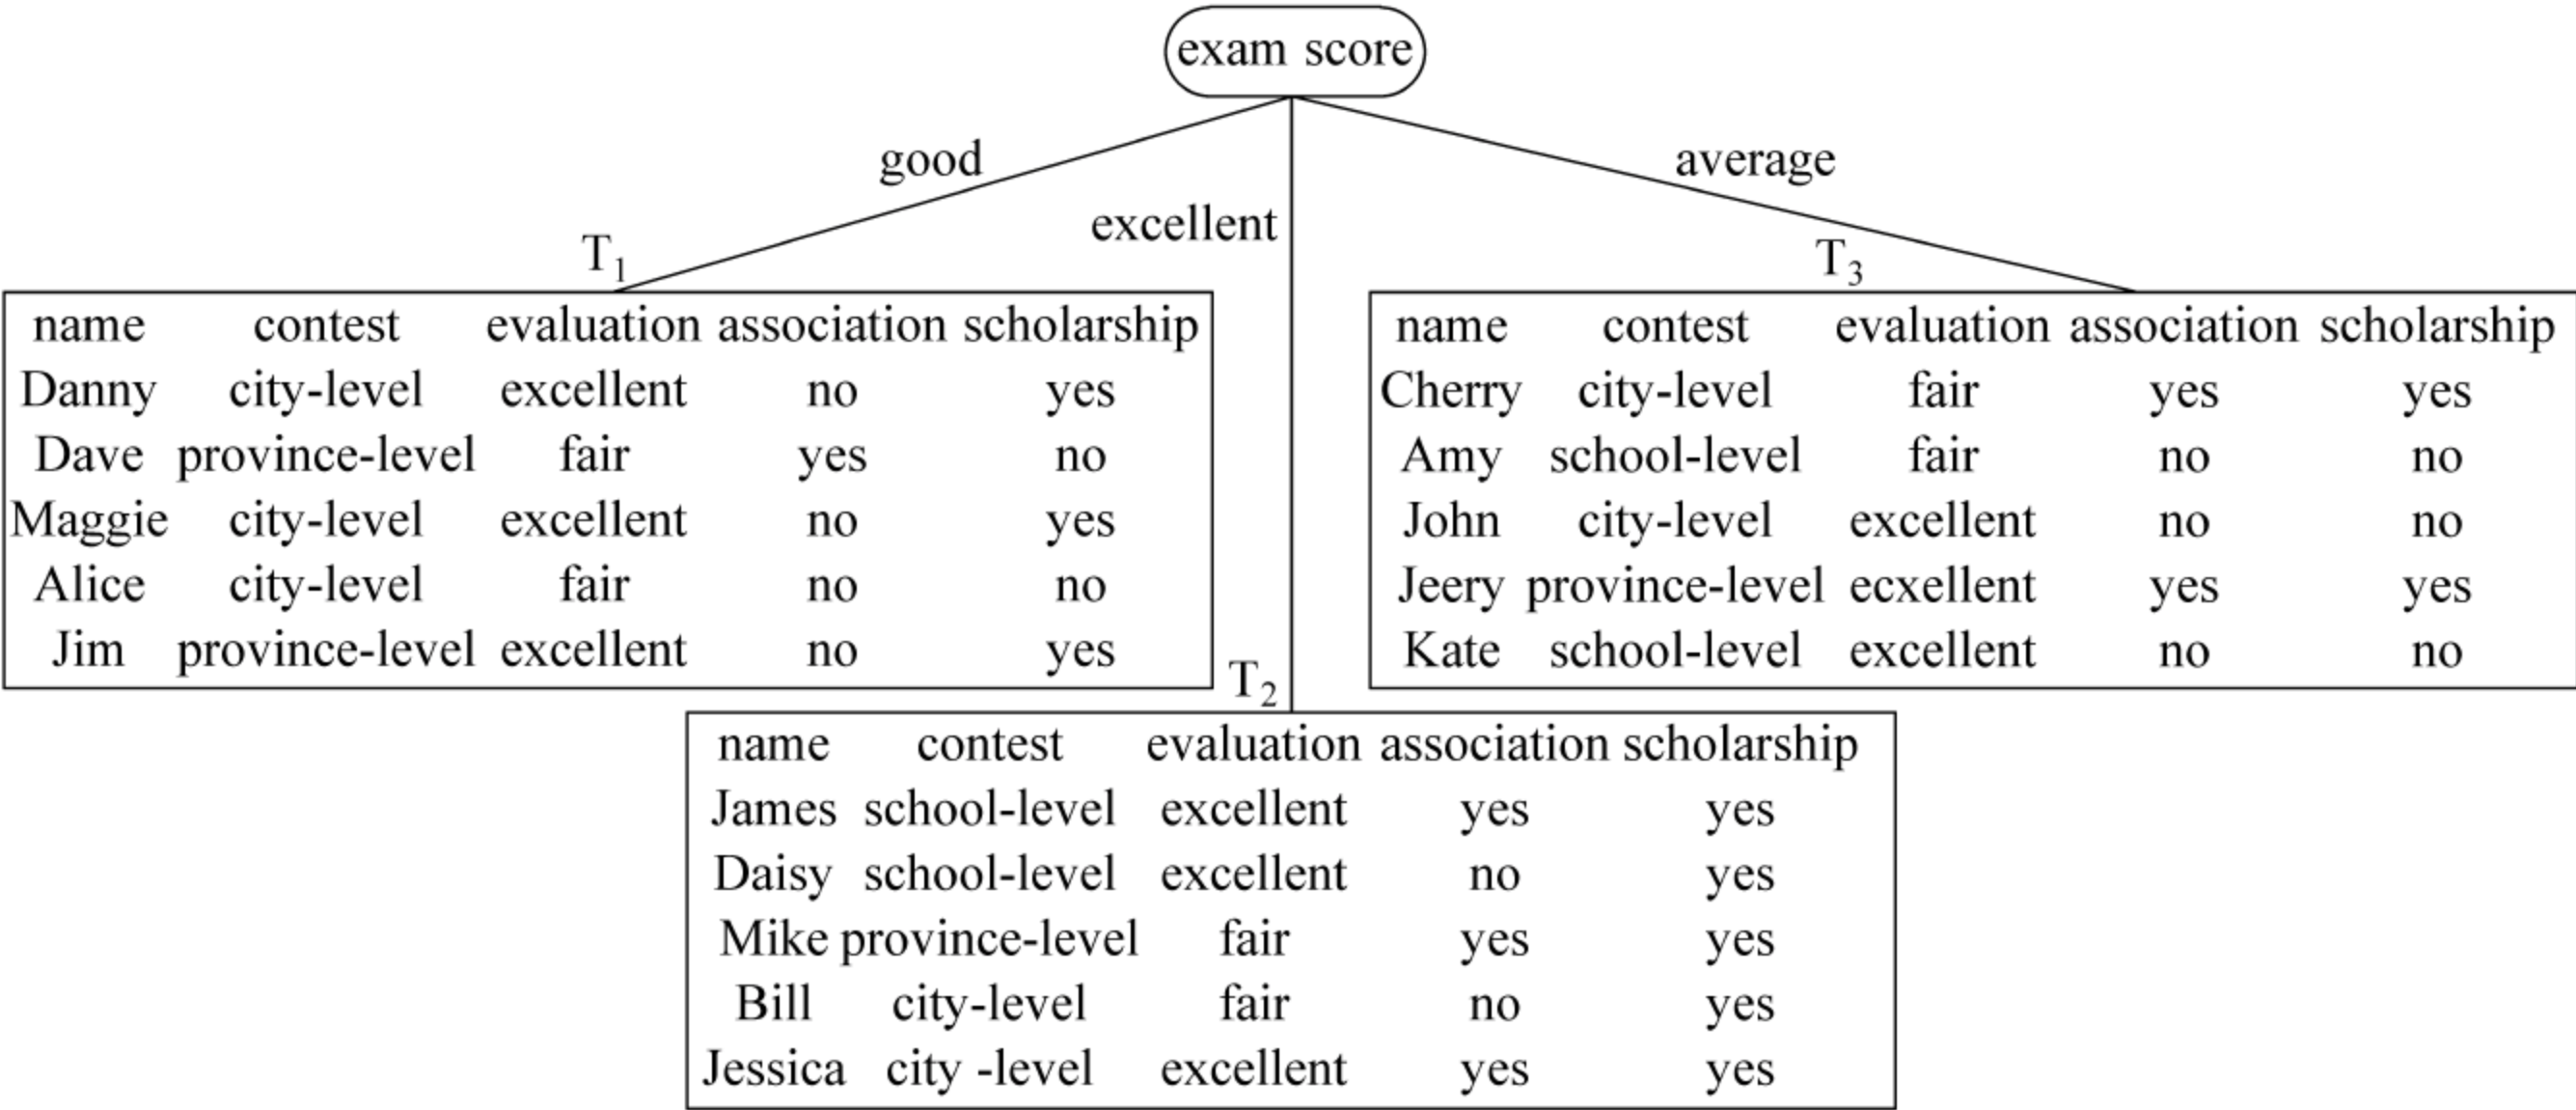 exam score
good
excellent
average
T1
name contest evaluation association scholarship
Danny city-level excellent no yes
Dave province-level fair yes no
Maggie city-level excellent no yes
Alice city-level fair no no
Jim province-level excellent no yes
T3
name contest evaluation association scholarship
Cherry city-level fair yes yes
Amy school-level fair no no
John city-level excellent no no
Jeery province-level ecxellent yes yes
Kate school-level excellent no no
T2
name contest evaluation association scholarship
James school-level excellent yes yes
Daisy school-level excellent no yes
Mike province-level fair yes yes
Bill city-level fair no yes
Jessica city -level excellent yes yes